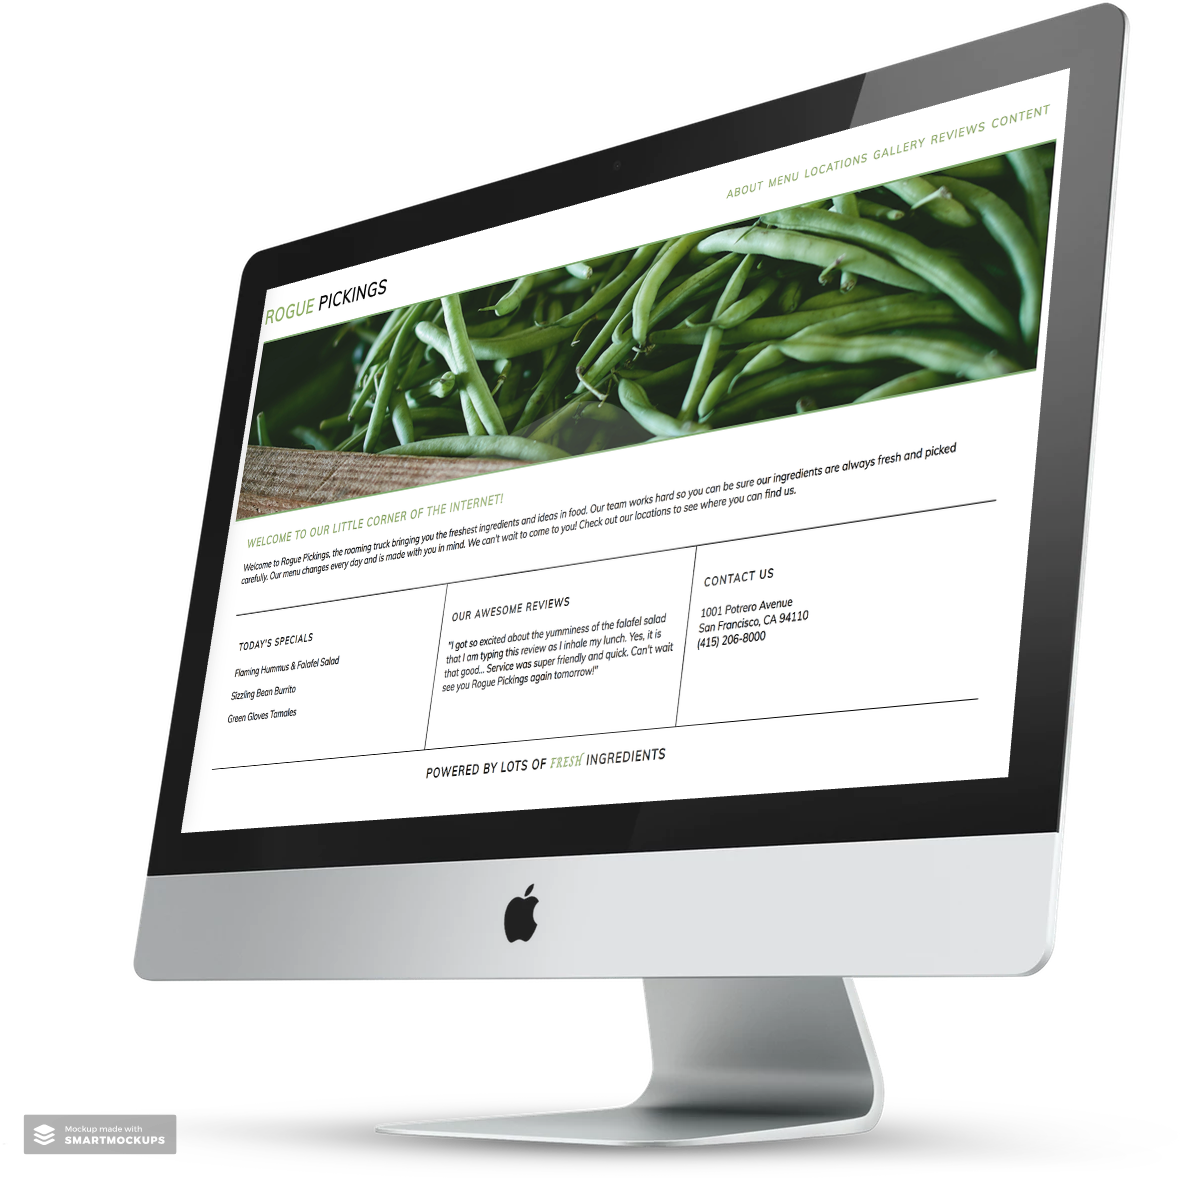 ABOUT MENU LOCATIONS GALLERY REVIEWS CONTENT
ROGUE PICKINGS
WELCOME TO OUR LITTLE CORNER OF THE INTERNET!
Welcome to Rogue Pickings, the roaming truck bringing you the freshest ingredients and ideas in food. Our team works hard so you can be sure our ingredients are always fresh and picked
carefully. Our menu changes every day and is made with you in mind. We can't wait to come to you! Check out our locations to see where you can find us.
TODAY'S SPECIALS
Flaming Hummus & Falafel Salad
Sizzling Bean Burrito
Green Gloves Tamales
OUR AWESOME REVIEWS
"I got so excited about the yumminess of the falafel salad
that I am typing this review as I inhale my lunch. Yes, it is
that good... Service was super friendly and quick. Can't wait
see you Rogue Pickings again tomorrow!"
CONTACT US
1001 Potrero Avenue
San Francisco, CA 94110
(415) 206-8000
POWERED BY LOTS OF FRESH INGREDIENTS
Mockup made with
SMARTMOCKUPS